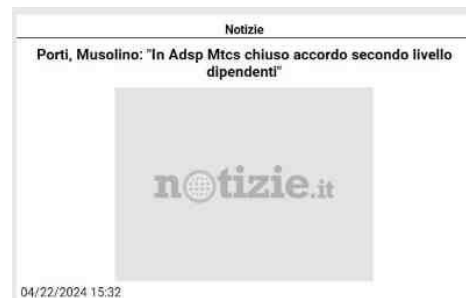 Notizie
Porti, Musolino: "In Adsp Mtcs chiuso accordo secondo livello
dipendenti"
notizie.it
04/22/2024 15:32